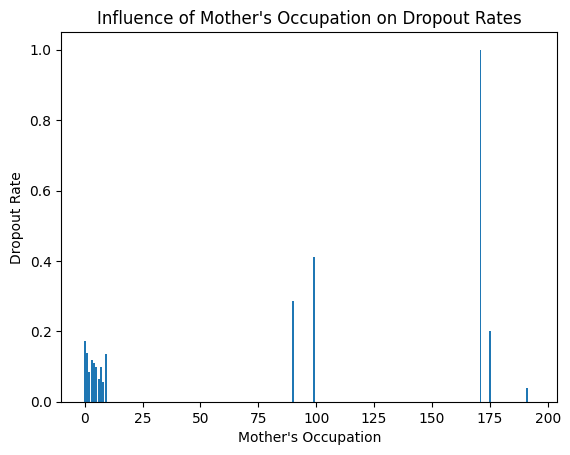 Influence of Mother's Occupation on Dropout Rates
1.0
0.8
0.6
0.4
0.2
0.0
Dropout Rate
0 25 50 75 100 125 150 175 200
Mother's Occupation